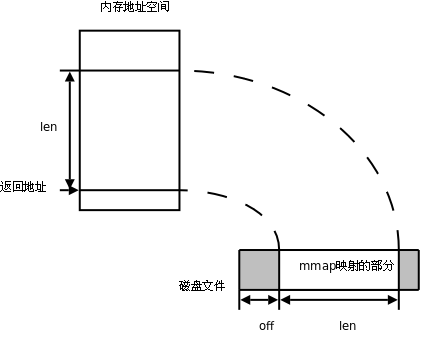 内存地址空间
len
返回地址
mmap映射的部分
磁盘文件
off
len